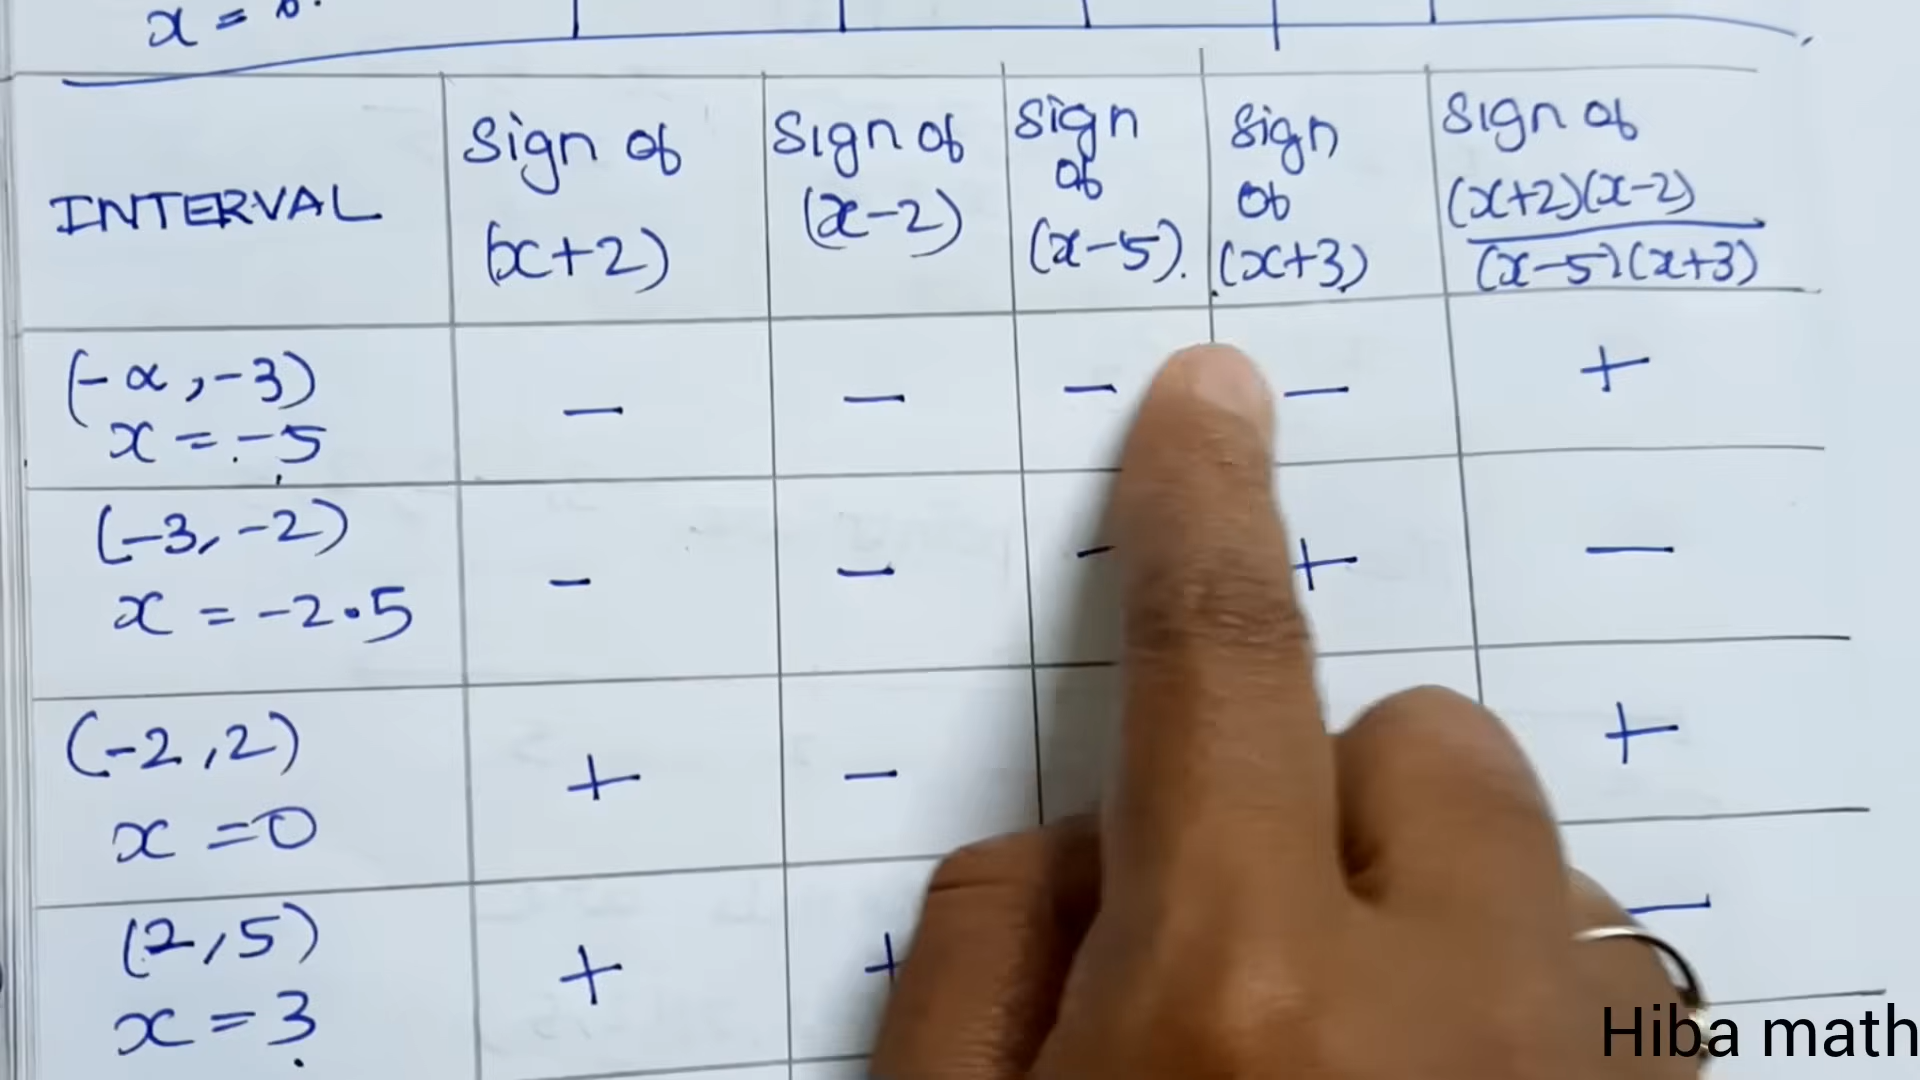 x =
INTERVAL
Sign of
(x+2)
Sign of
(x-2)
Sign
of
(x-5).
Sign
of
(x+3)
Sign of
(x+2)(x-2)
(x-5)(x+3)
(-∝, -3)
x = -5
- - - - +
(-3, -2)
x = -2.5
- - - + -
(-2, 2)
x = 0
+ - +
(2, 5)
x = 3
+ + -
Hiba math